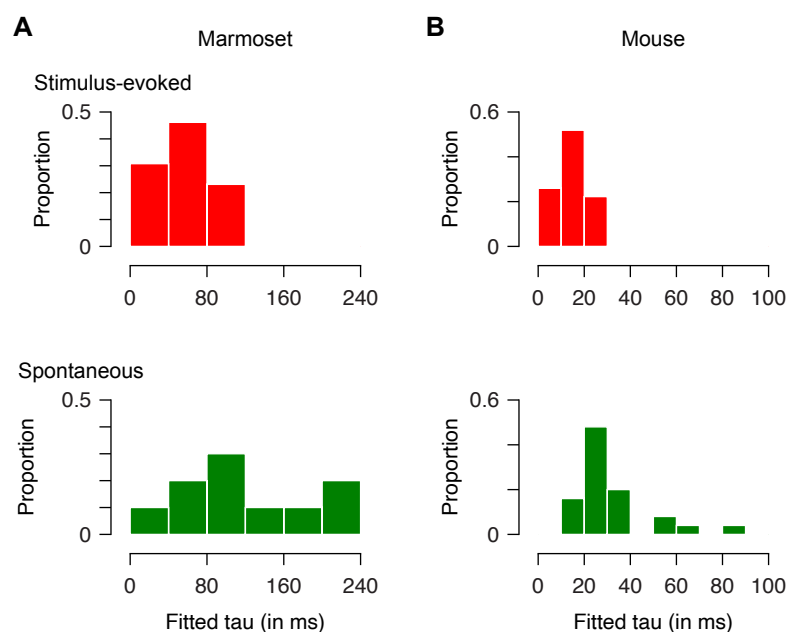 A
Marmoset
B
Mouse
Stimulus-evoked
0.5
Proportion
0
0 80 160 240
0.6
Proportion
0
0 20 40 60 80 100
Spontaneous
0.5
Proportion
0
0 80 160 240
Fitted tau (in ms)
0.6
Proportion
0
0 20 40 60 80 100
Fitted tau (in ms)